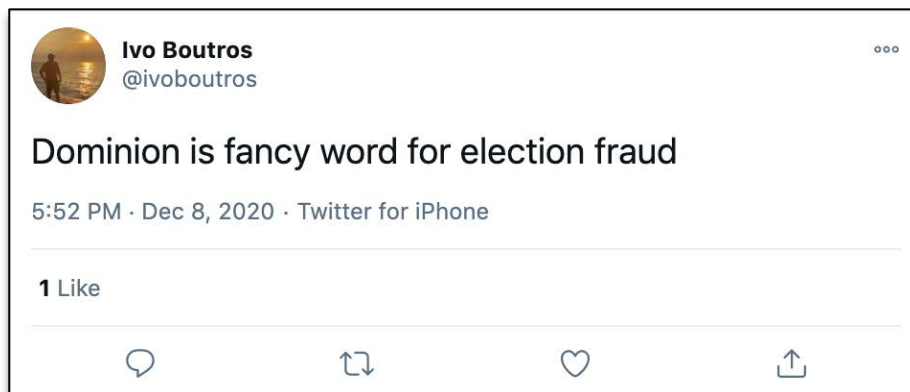 Ivo Boutros
@ivoboutros
Dominion is fancy word for election fraud
5:52 PM · Dec 8, 2020 · Twitter for iPhone
1 Like